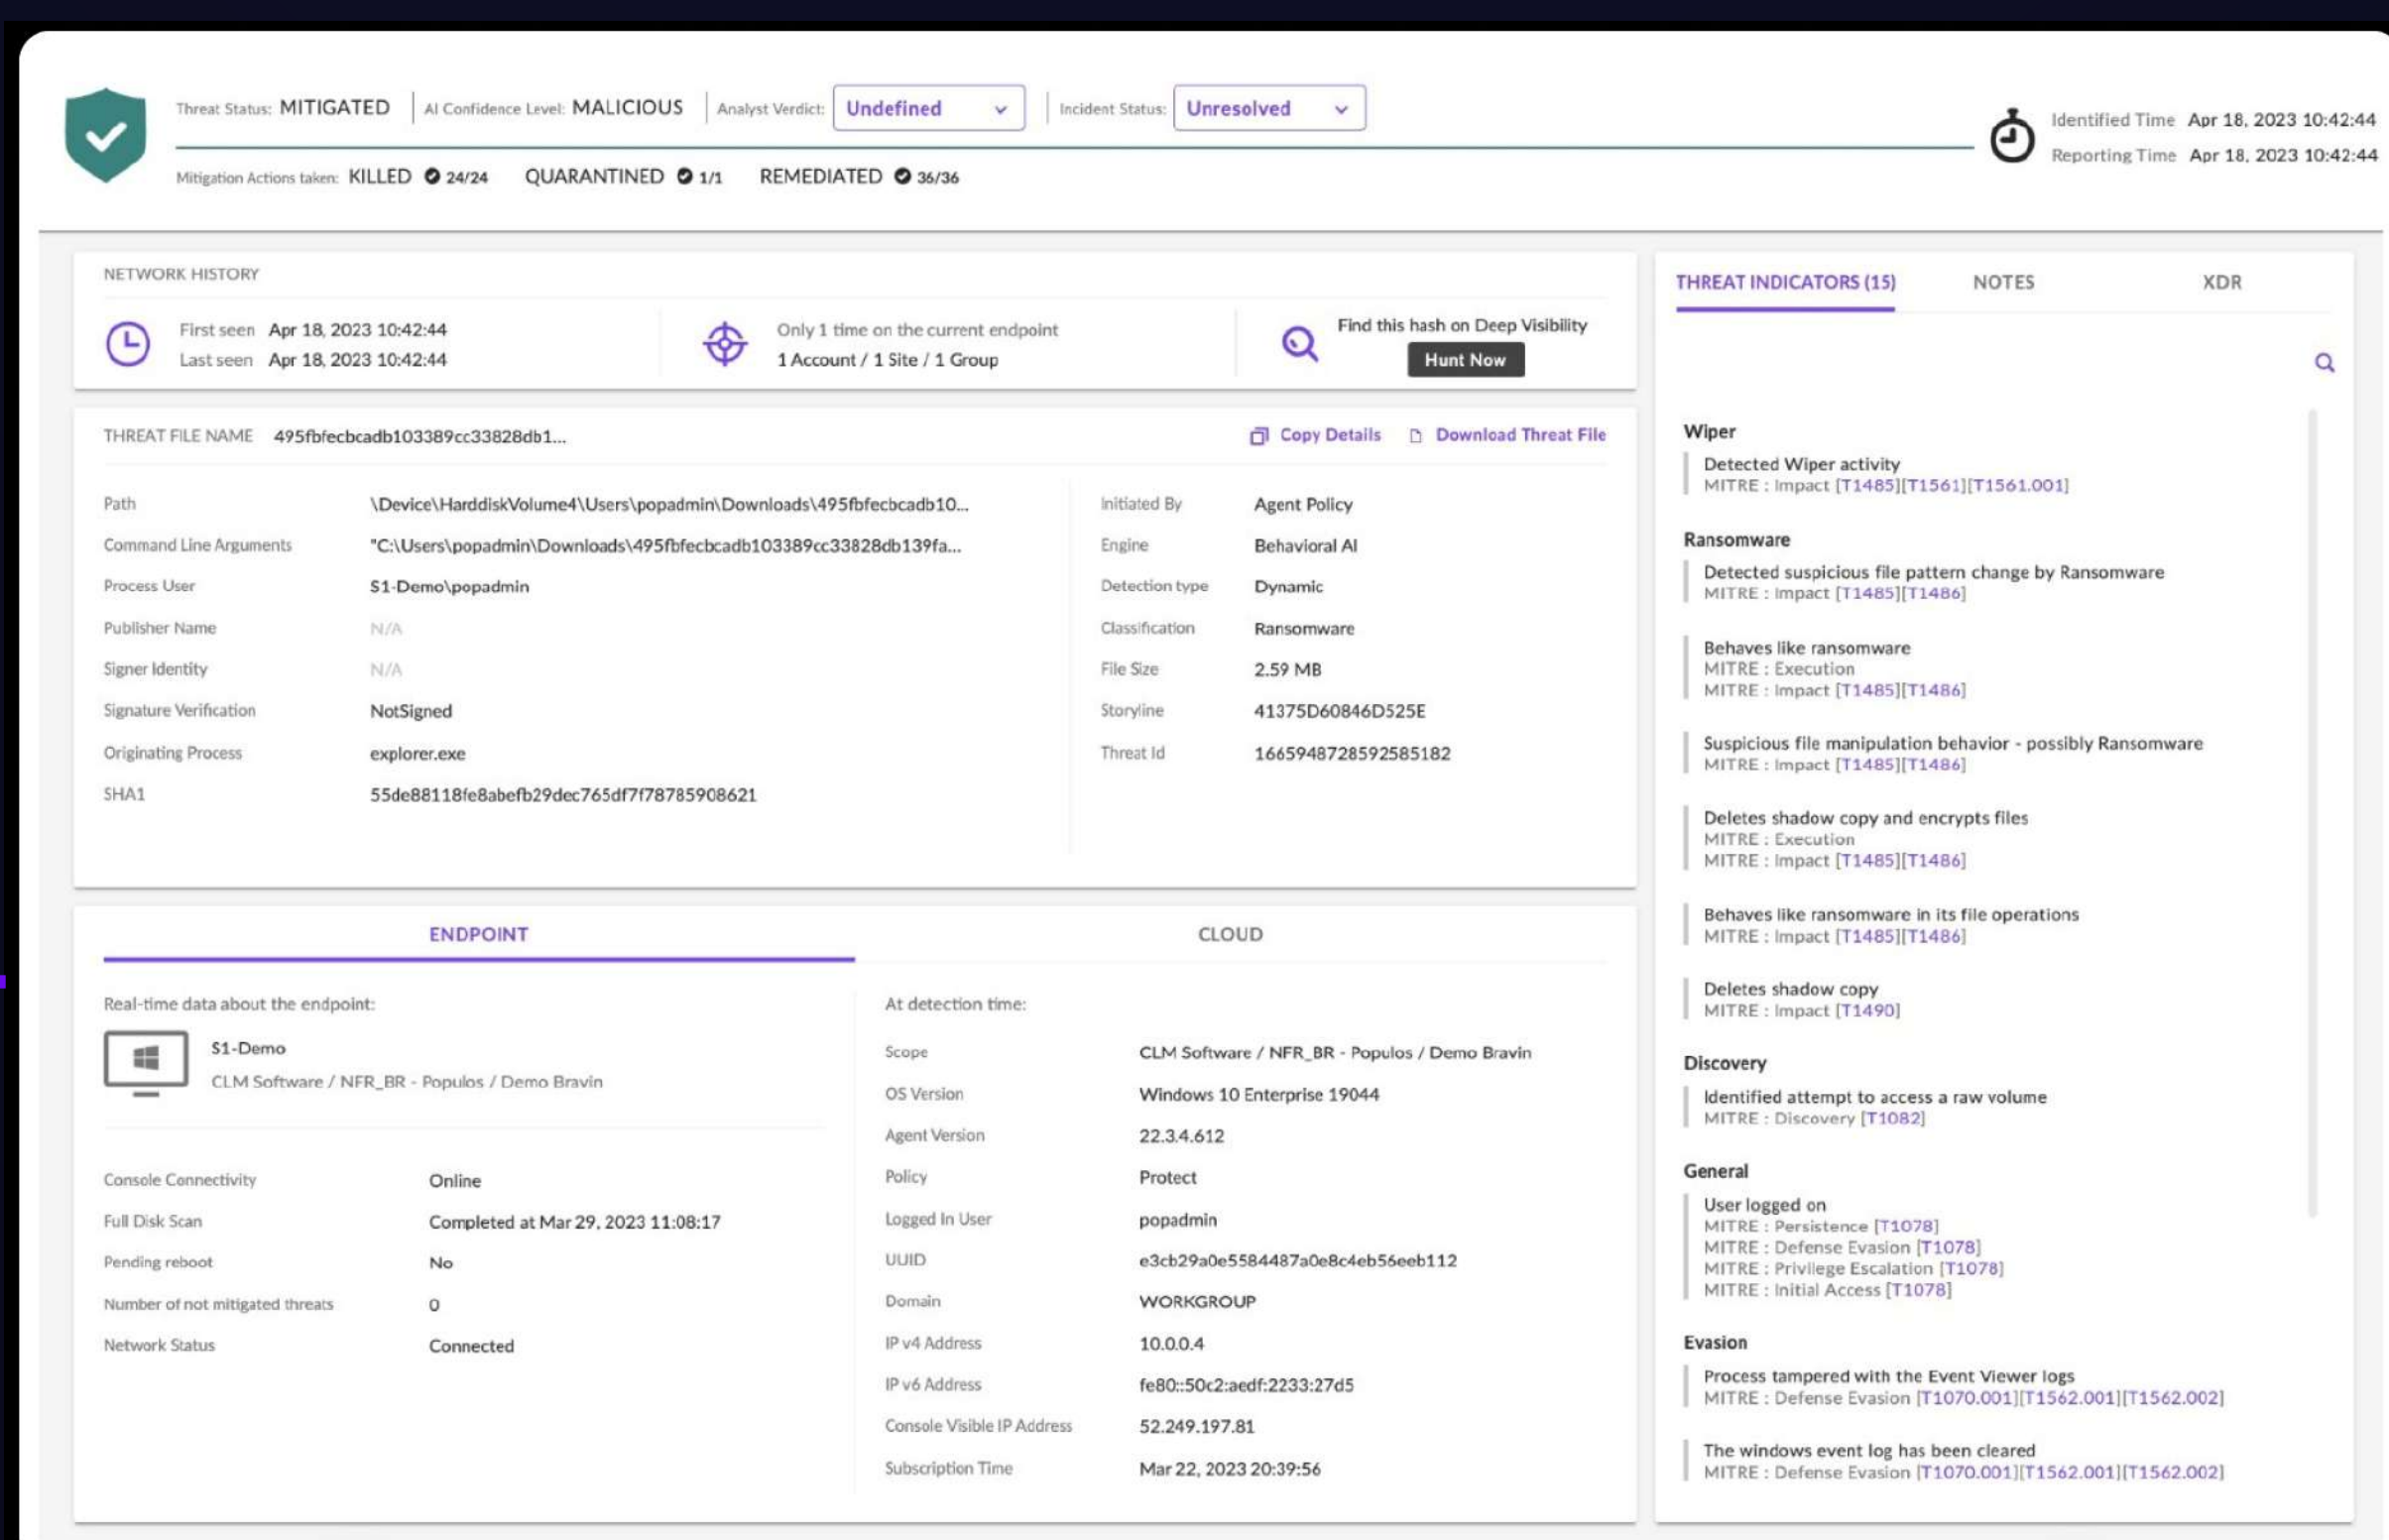 Threat Status: MITIGATED | AI Confidence Level: MALICIOUS | Analyst Verdict: Undefined | Incident Status: Unresolved
Mitigation Actions taken: KILLED 24/24 QUARANTINED 1/1 REMEDIATED 36/36
Identified Time Apr 18, 2023 10:42:44
Reporting Time Apr 18, 2023 10:42:44
NETWORK HISTORY
First seen Apr 18, 2023 10:42:44
Last seen Apr 18, 2023 10:42:44
Only 1 time on the current endpoint
1 Account / 1 Site / 1 Group
Find this hash on Deep Visibility
Hunt Now
THREAT FILE NAME 495fbfecbcadb103389cc33828db1...
Copy Details Download Threat File
Path \Device\HarddiskVolume4\Users\popadmin\Downloads\495fbfecbcadb10...
Command Line Arguments "C:\Users\popadmin\Downloads\495fbfecbcadb103389cc33828db139fa...
Process User S1-Demo\popadmin
Publisher Name N/A
Signer Identity N/A
Signature Verification NotSigned
Originating Process explorer.exe
SHA1 55de88118fe8abefb29dec765df7f78785908621
Initiated By Agent Policy
Engine Behavioral AI
Detection type Dynamic
Classification Ransomware
File Size 2.59 MB
Storyline 41375D60846D525E
Threat Id 1665948728592585182
ENDPOINT
CLOUD
Real-time data about the endpoint:
S1-Demo
CLM Software / NFR_BR - Populos / Demo Bravin
Console Connectivity Online
Full Disk Scan Completed at Mar 29, 2023 11:08:17
Pending reboot No
Number of not mitigated threats 0
Network Status Connected
At detection time:
Scope CLM Software / NFR_BR - Populos / Demo Bravin
OS Version Windows 10 Enterprise 19044
Agent Version 22.3.4.612
Policy Protect
Logged In User popadmin
UUID e3cb29a0e5584487a0e8c4eb56eeb112
Domain WORKGROUP
IP v4 Address 10.0.0.4
IP v6 Address fe80::50c2:aedf:2233:27d5
Console Visible IP Address 52.249.197.81
Subscription Time Mar 22, 2023 20:39:56
THREAT INDICATORS (15) NOTES XDR
Wiper
Detected Wiper activity
MITRE : Impact [T1485][T1561][T1561.001]
Ransomware
Detected suspicious file pattern change by Ransomware
MITRE : Impact [T1485][T1486]
Behaves like ransomware
MITRE : Execution
MITRE : Impact [T1485][T1486]
Suspicious file manipulation behavior - possibly Ransomware
MITRE : Impact [T1485][T1486]
Deletes shadow copy and encrypts files
MITRE : Execution
MITRE : Impact [T1485][T1486]
Behaves like ransomware in its file operations
MITRE : Impact [T1485][T1486]
Deletes shadow copy
MITRE : Impact [T1490]
Discovery
Identified attempt to access a raw volume
MITRE : Discovery [T1082]
General
User logged on
MITRE : Persistence [T1078]
MITRE : Defense Evasion [T1078]
MITRE : Privilege Escalation [T1078]
MITRE : Initial Access [T1078]
Evasion
Process tampered with the Event Viewer logs
MITRE : Defense Evasion [T1070.001][T1562.001][T1562.002]
The windows event log has been cleared
MITRE : Defense Evasion [T1070.001][T1562.001][T1562.002]